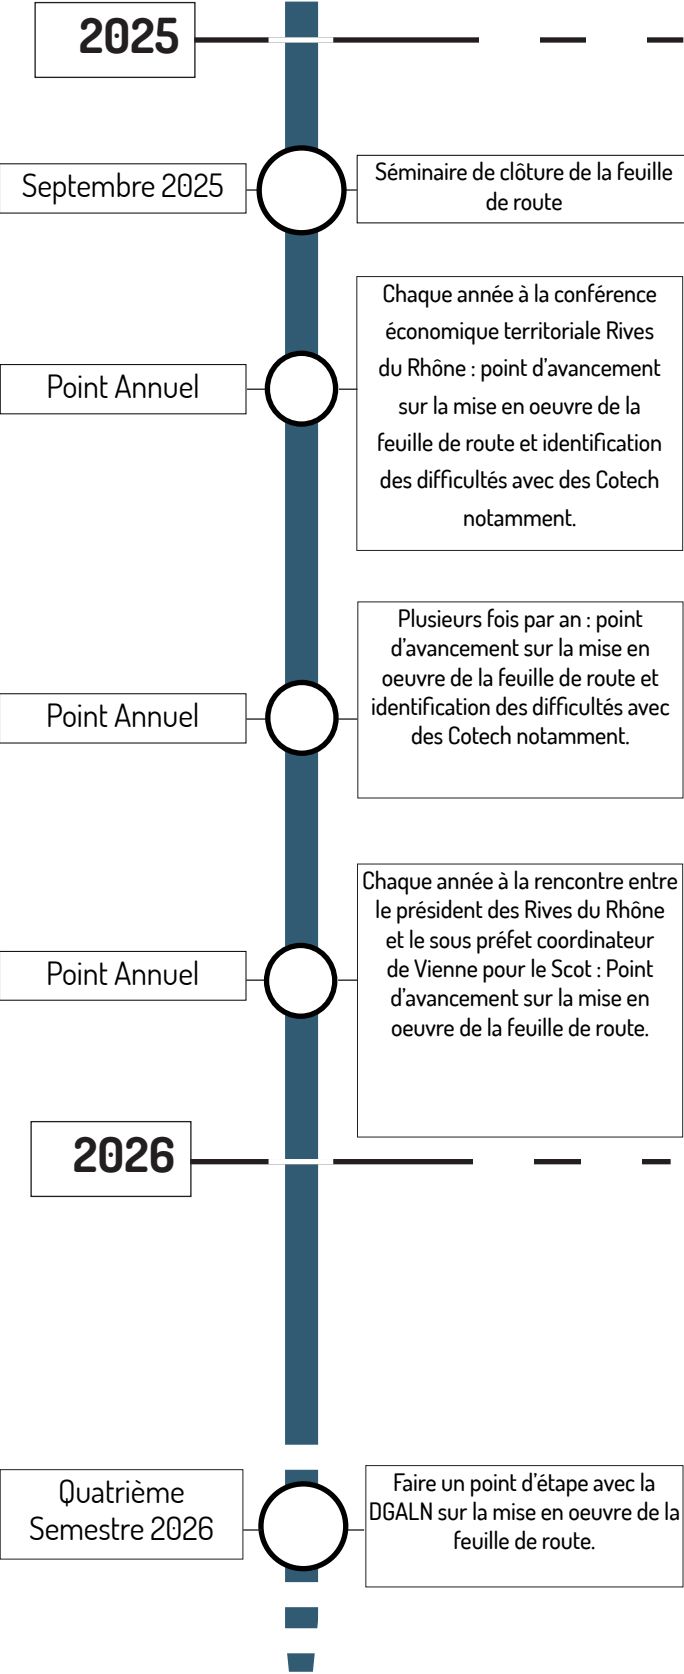 2025
Septembre 2025
Séminaire de clôture de la feuille
de route
Point Annuel
Chaque année à la conférence
économique territoriale Rives
du Rhône : point d'avancement
sur la mise en oeuvre de la
feuille de route et identification
des difficultés avec des Cotech
notamment.
Point Annuel
Plusieurs fois par an : point
d'avancement sur la mise en
oeuvre de la feuille de route et
identification des difficultés avec
des Cotech notamment.
Point Annuel
Chaque année à la rencontre entre
le président des Rives du Rhône
et le sous préfet coordinateur
de Vienne pour le Scot : Point
d'avancement sur la mise en
oeuvre de la feuille de route.
2026
Quatrième
Semestre 2026
Faire un point d'étape avec la
DGALN sur la mise en oeuvre de la
feuille de route.